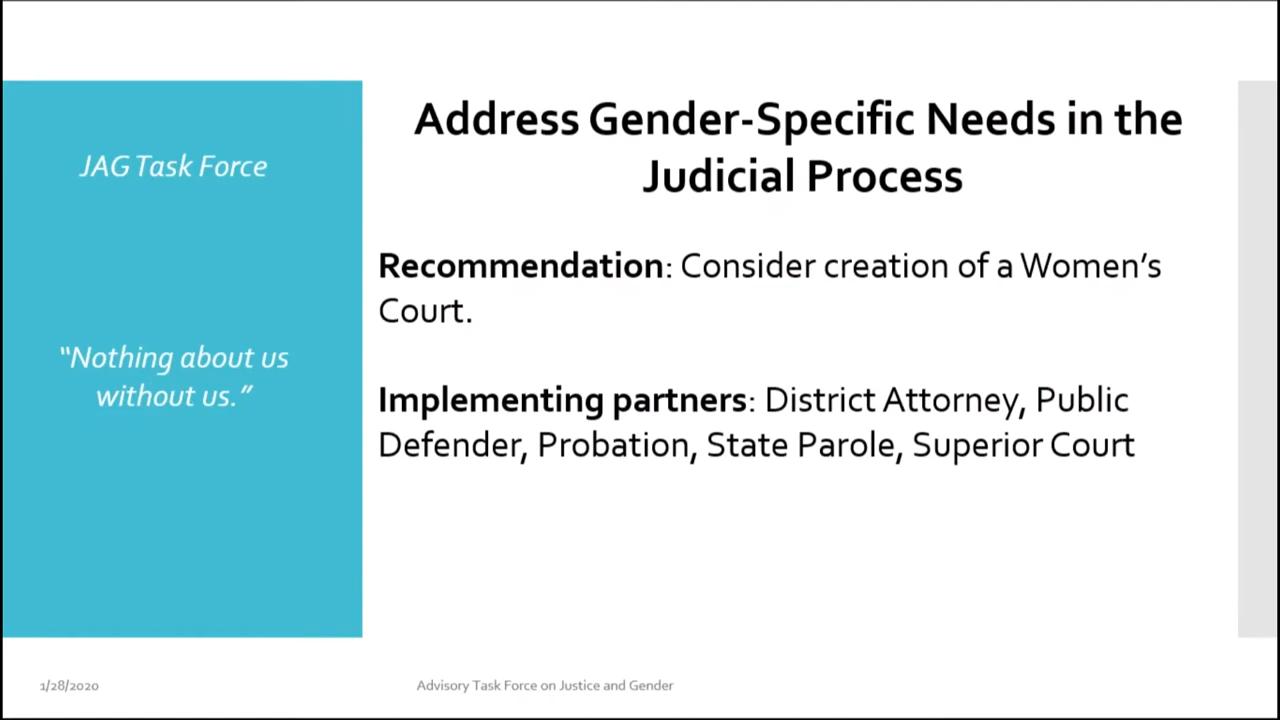 JAG Task Force
“Nothing about us
without us.”
Address Gender-Specific Needs in the
Judicial Process
Recommendation: Consider creation of a Women’s
Court.
Implementing partners: District Attorney, Public
Defender, Probation, State Parole, Superior Court
1/28/2020
Advisory Task Force on Justice and Gender